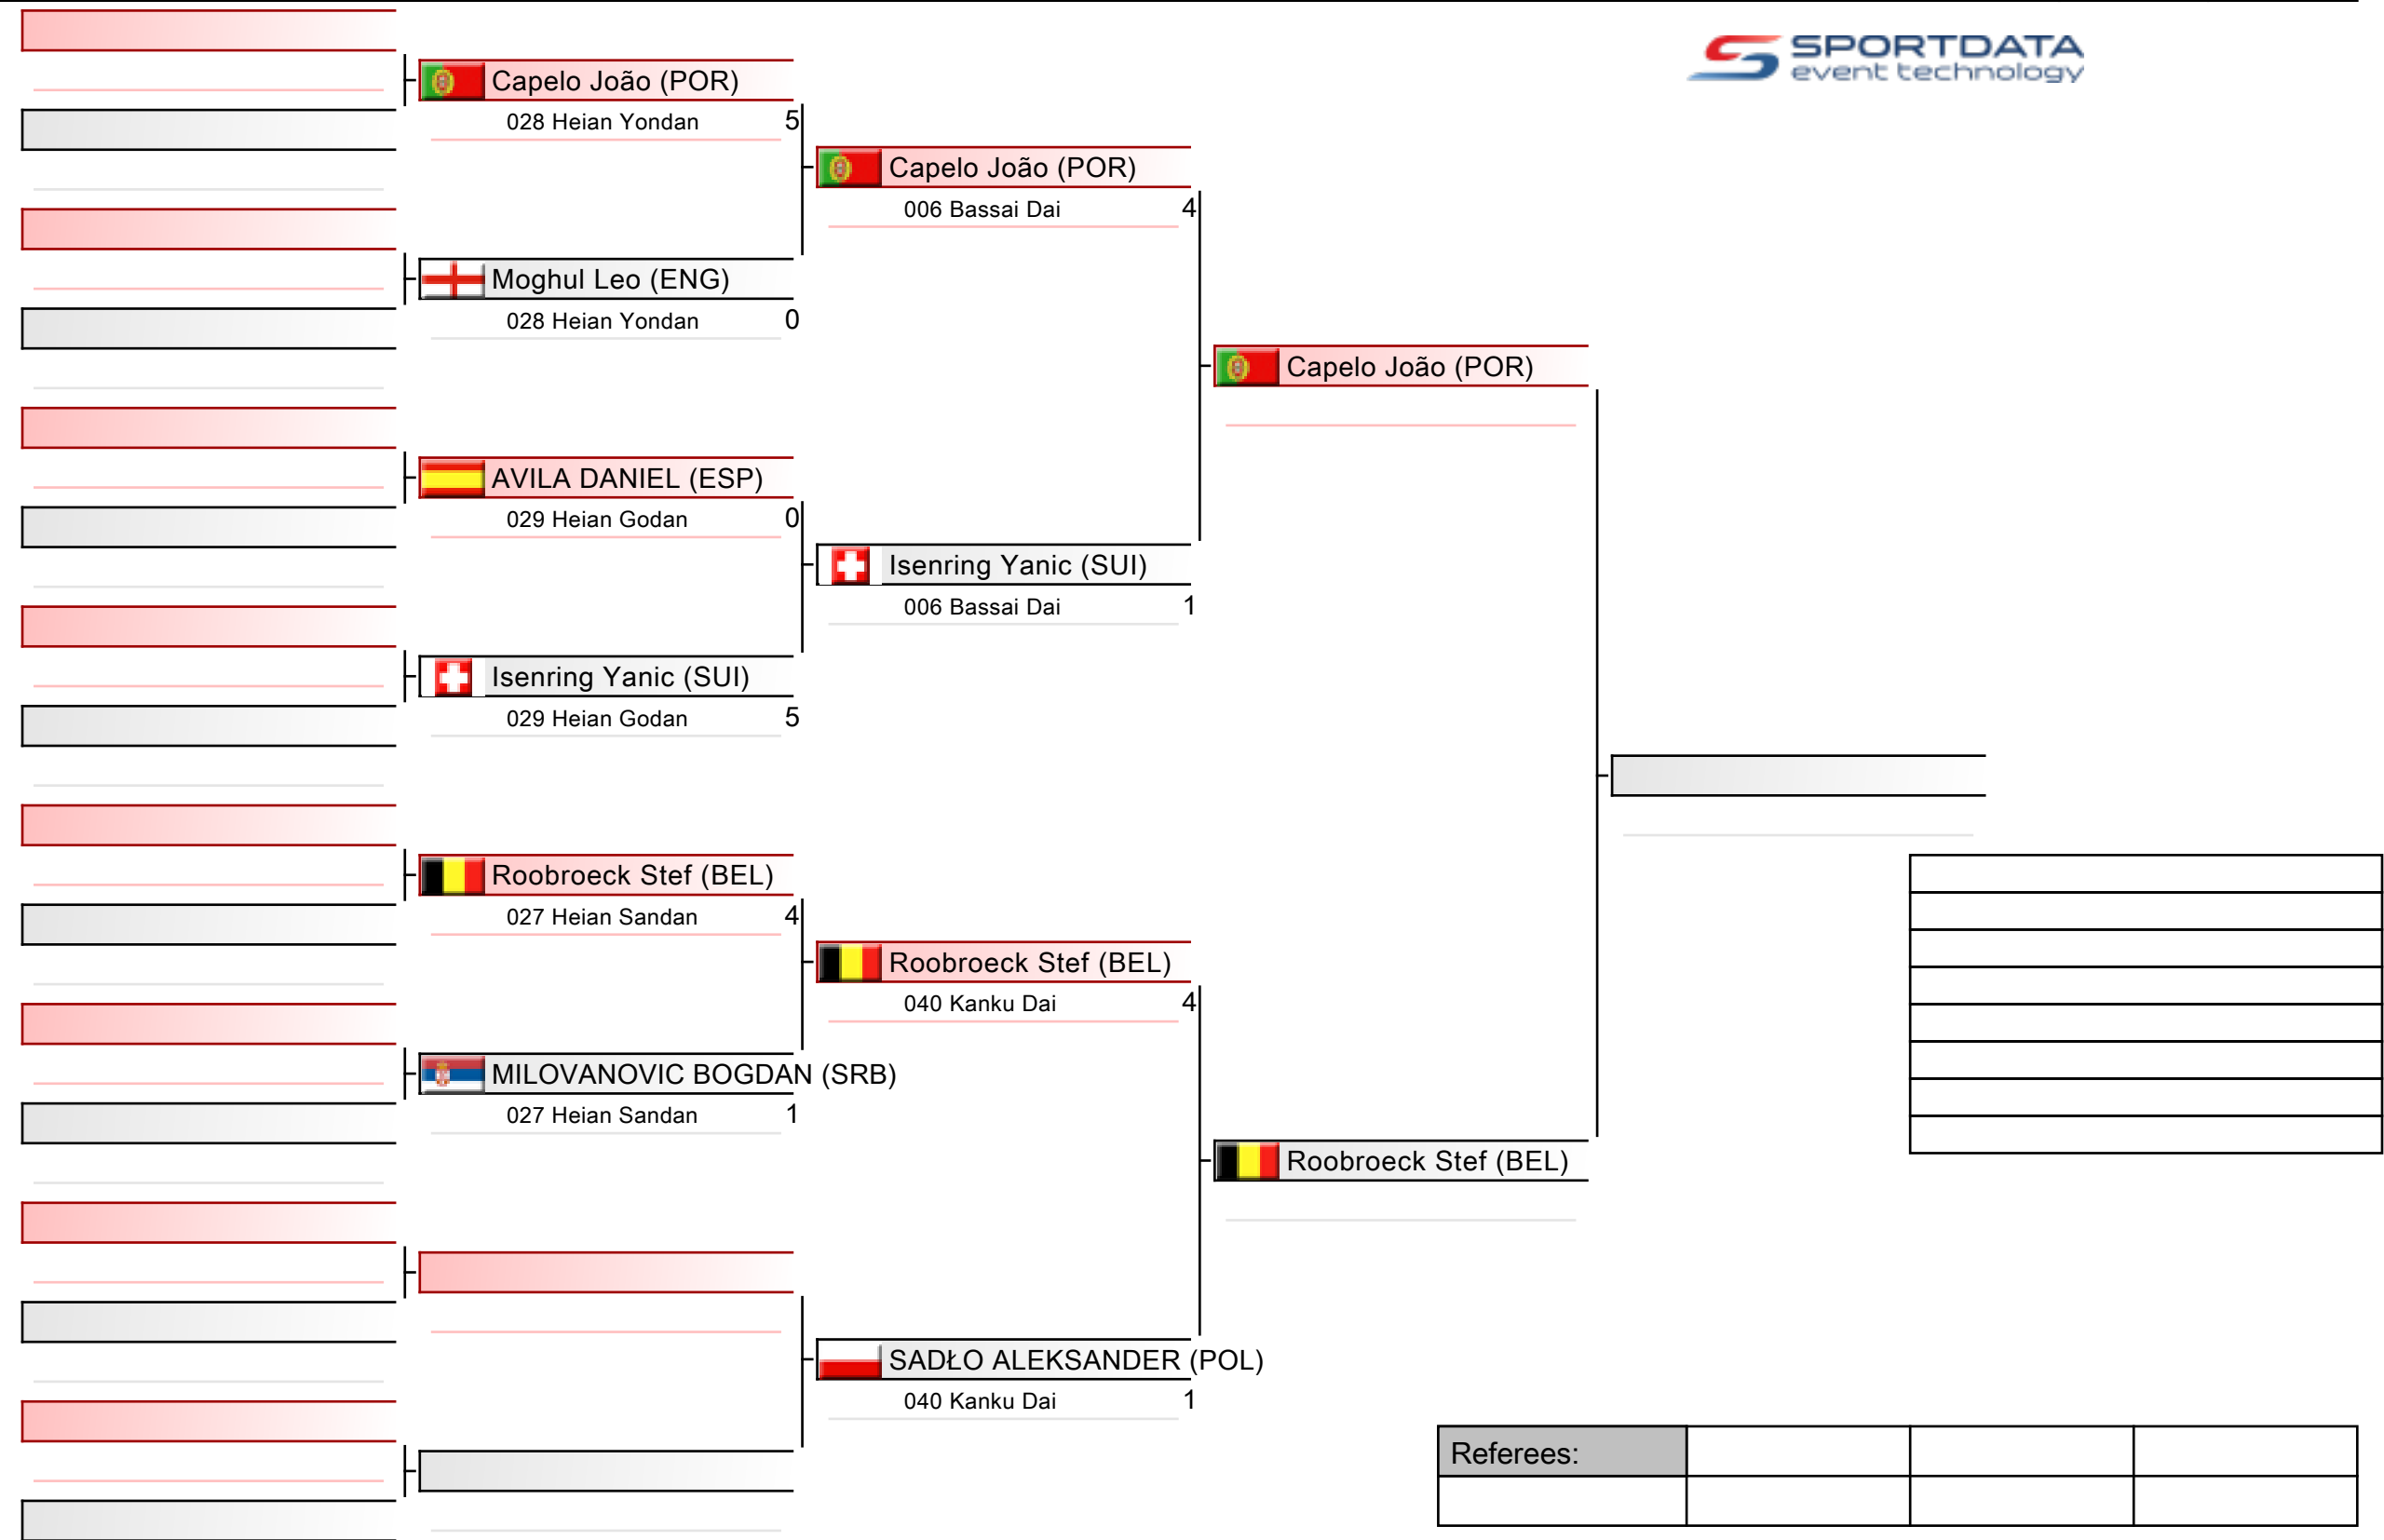 SPORTDATA
event technology
Capelo João (POR)
028 Heian Yondan 5
Moghul Leo (ENG)
028 Heian Yondan 0
AVILA DANIEL (ESP)
029 Heian Godan 0
Isenring Yanic (SUI)
029 Heian Godan 5
Roobroeck Stef (BEL)
027 Heian Sandan 4
MILOVANOVIC BOGDAN (SRB)
027 Heian Sandan 1
Capelo João (POR)
006 Bassai Dai 4
Isenring Yanic (SUI)
006 Bassai Dai 1
Roobroeck Stef (BEL)
040 Kanku Dai 4
SADŁO ALEKSANDER (POL)
040 Kanku Dai 1
Capelo João (POR)
Roobroeck Stef (BEL)
Referees: